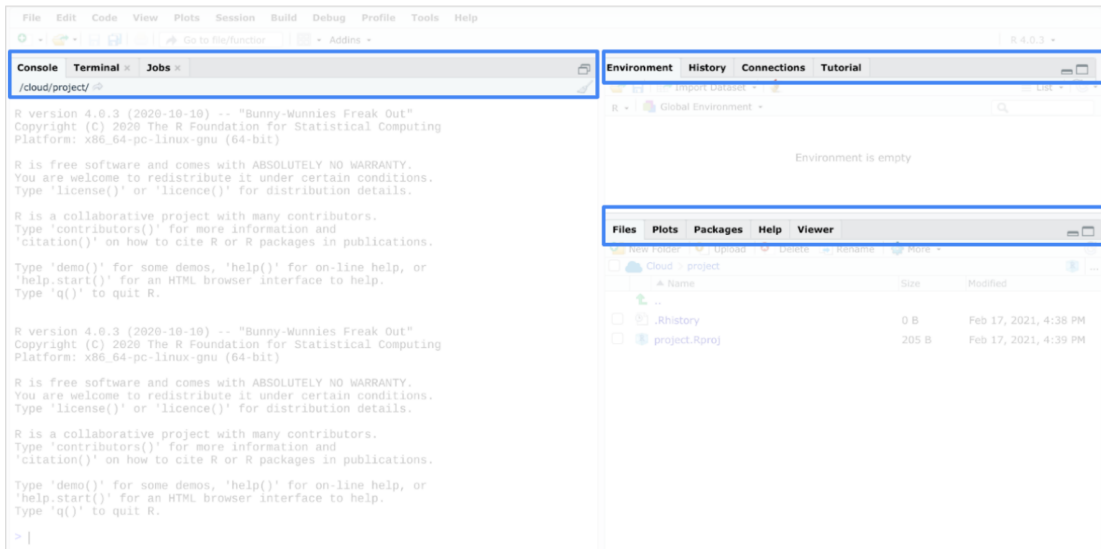 File Edit Code View Plots Session Build Debug Profile Tools Help
Go to file/function Addins R 4.0.3
Console Terminal Jobs
/cloud/project/
R version 4.0.3 (2020-10-10) -- "Bunny-Wunnies Freak Out"
Copyright (C) 2020 The R Foundation for Statistical Computing
Platform: x86_64-pc-linux-gnu (64-bit)
R is free software and comes with ABSOLUTELY NO WARRANTY.
You are welcome to redistribute it under certain conditions.
Type 'license()' or 'licence()' for distribution details.
R is a collaborative project with many contributors.
Type 'contributors()' for more information and
'citation()' on how to cite R or R packages in publications.
Type 'demo()' for some demos, 'help()' for on-line help, or
'help.start()' for an HTML browser interface to help.
Type 'q()' to quit R.
R version 4.0.3 (2020-10-10) -- "Bunny-Wunnies Freak Out"
Copyright (C) 2020 The R Foundation for Statistical Computing
Platform: x86_64-pc-linux-gnu (64-bit)
R is free software and comes with ABSOLUTELY NO WARRANTY.
You are welcome to redistribute it under certain conditions.
Type 'license()' or 'licence()' for distribution details.
R is a collaborative project with many contributors.
Type 'contributors()' for more information and
'citation()' on how to cite R or R packages in publications.
Type 'demo()' for some demos, 'help()' for on-line help, or
'help.start()' for an HTML browser interface to help.
Type 'q()' to quit R.
>
Environment History Connections Tutorial
Import Dataset List
R Global Environment
Environment is empty
Files Plots Packages Help Viewer
New Folder Upload Delete Rename More
Cloud project
Name Size Modified
..
.Rhistory 0 B Feb 17, 2021, 4:38 PM
project.Rproj 205 B Feb 17, 2021, 4:39 PM